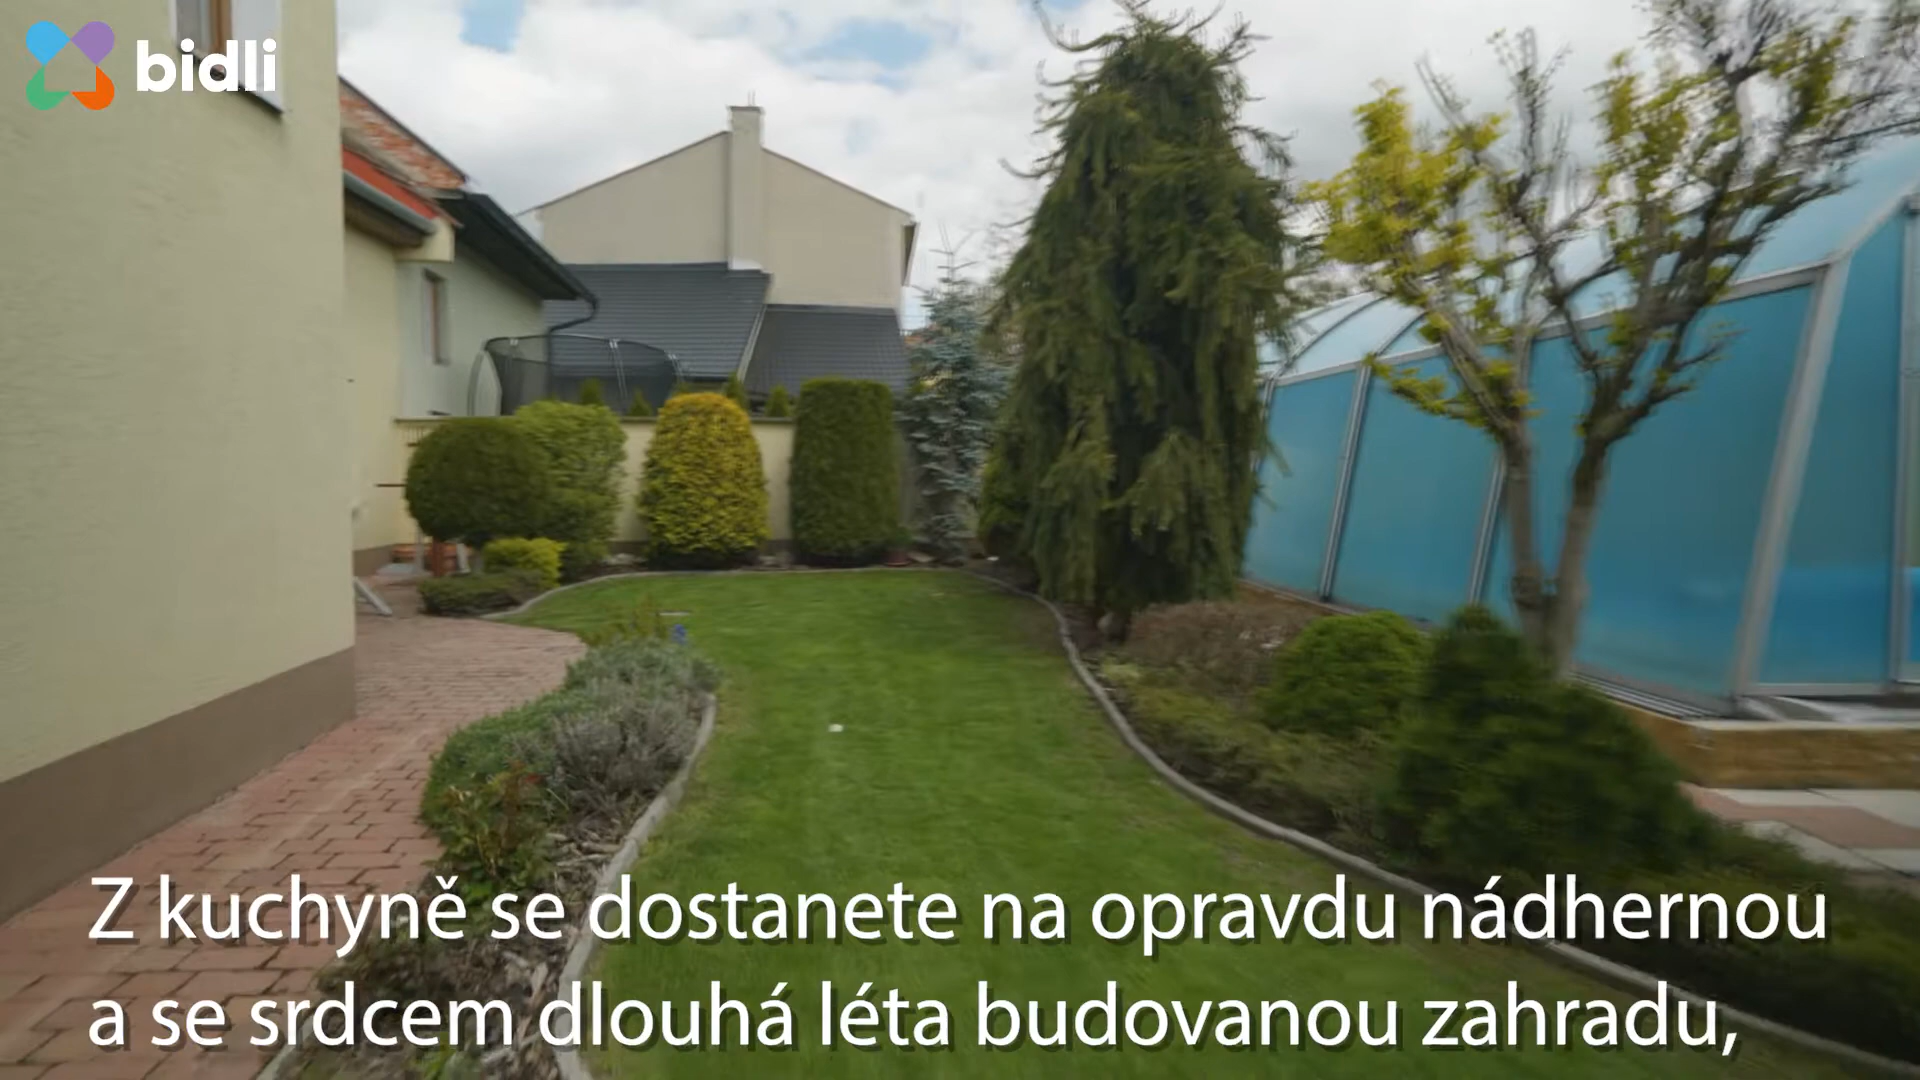 bidli
Z kuchyně se dostanete na opravdu nádhernou
a se srdcem dlouhá léta budovanou zahradu,